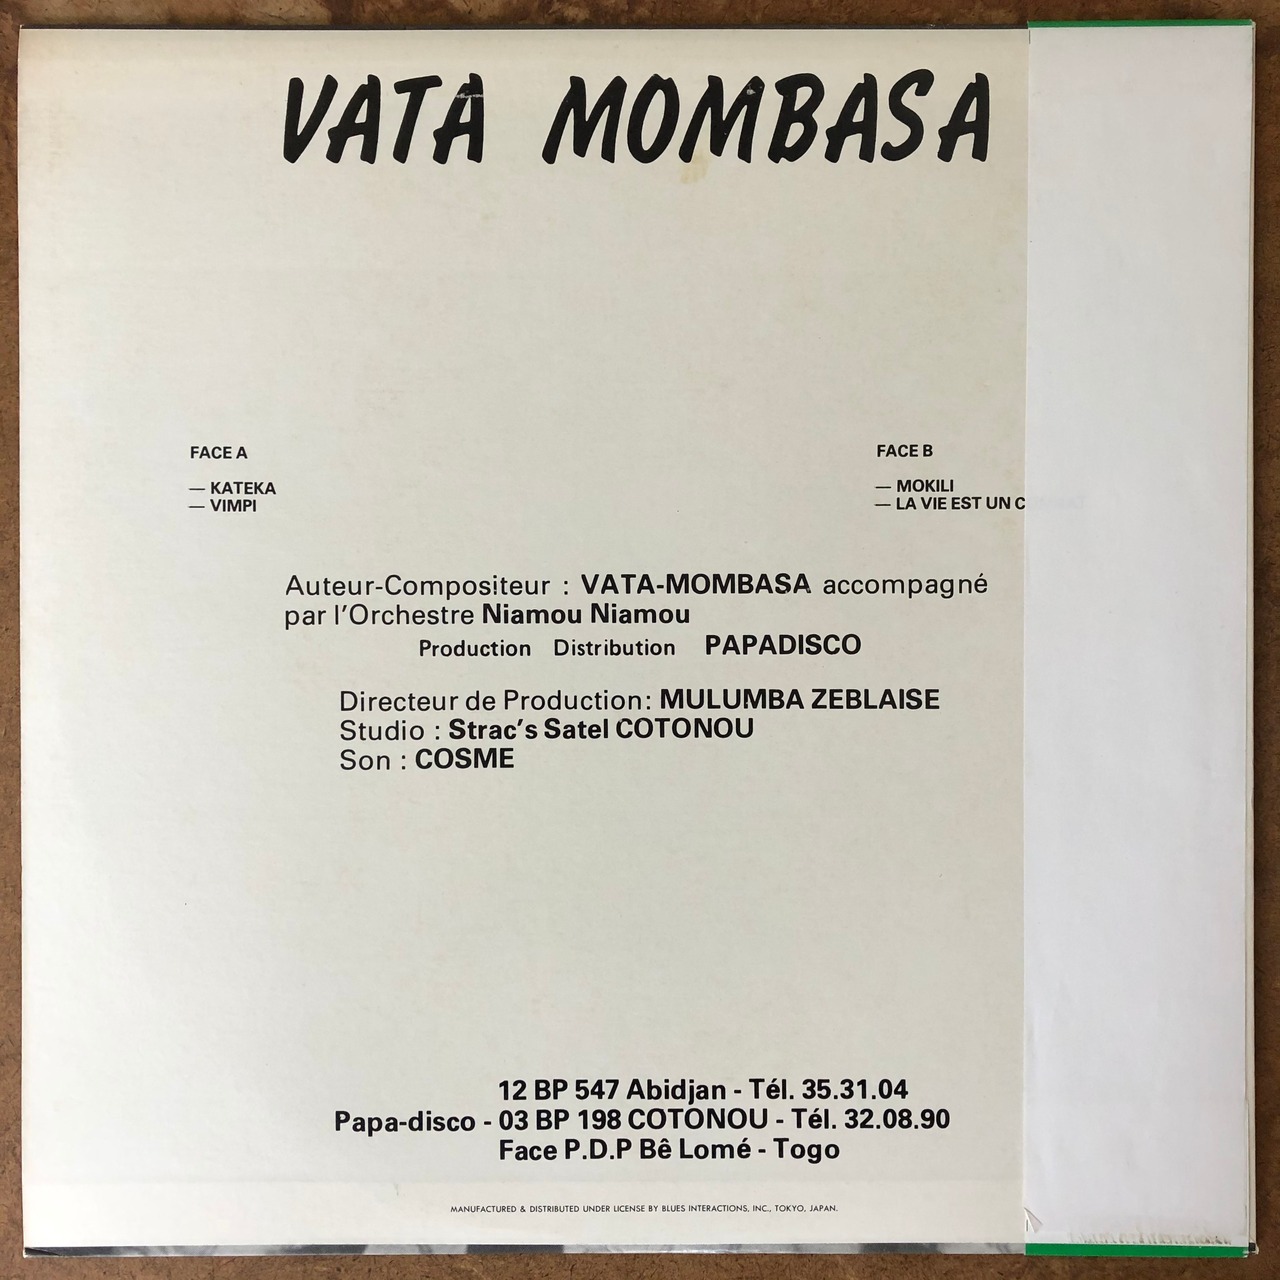 VATA MOMBASA
FACE A
— KATEKA
— VIMPI
FACE B
— MOKILI
— LA VIE EST UN C
Auteur-Compositeur : VATA-MOMBASA accompagné
par l'Orchestre Niamou Niamou
Production Distribution PAPADISCO
Directeur de Production: MULUMBA ZEBLAISE
Studio : Strac's Satel COTONOU
Son : COSME
12 BP 547 Abidjan - Tél. 35.31.04
Papa-disco - 03 BP 198 COTONOU - Tél. 32.08.90
Face P.D.P Bê Lomé - Togo
MANUFACTURED & DISTRIBUTED UNDER LICENSE BY BLUES INTERACTIONS, INC., TOKYO, JAPAN.